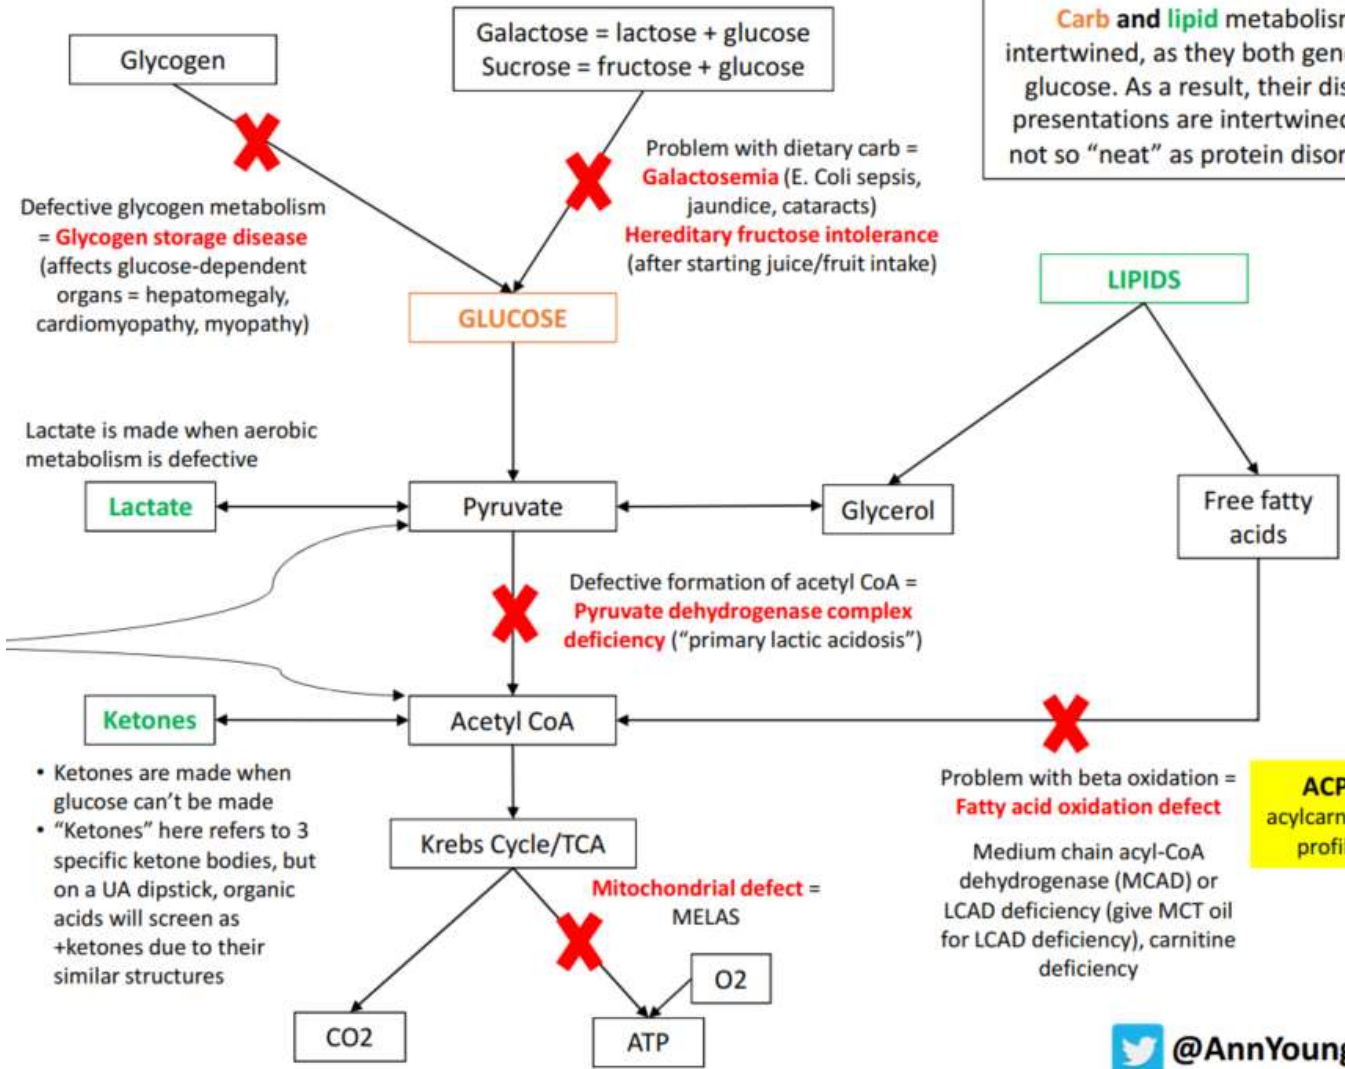 Glycogen
Galactose = lactose + glucose
Sucrose = fructose + glucose
Carb and lipid metabolism
intertwined, as they both gen
glucose. As a result, their dis
presentations are intertwined
not so “neat” as protein disor
Problem with dietary carb =
Galactosemia (E. Coli sepsis,
jaundice, cataracts)
Hereditary fructose intolerance
(after starting juice/fruit intake)
Defective glycogen metabolism
= Glycogen storage disease
(affects glucose-dependent
organs = hepatomegaly,
cardiomyopathy, myopathy)
GLUCOSE
LIPIDS
Lactate is made when aerobic
metabolism is defective
Lactate
Pyruvate
Glycerol
Free fatty
acids
Defective formation of acetyl CoA =
Pyruvate dehydrogenase complex
deficiency (“primary lactic acidosis”)
Ketones
Acetyl CoA
• Ketones are made when
glucose can’t be made
• “Ketones” here refers to 3
specific ketone bodies, but
on a UA dipstick, organic
acids will screen as
+ketones due to their
similar structures
Krebs Cycle/TCA
Mitochondrial defect =
MELAS
O2
CO2
ATP
Problem with beta oxidation =
Fatty acid oxidation defect
Medium chain acyl-CoA
dehydrogenase (MCAD) or
LCAD deficiency (give MCT oil
for LCAD deficiency), carnitine
deficiency
ACP
acylcarn
profi
@AnnYoung